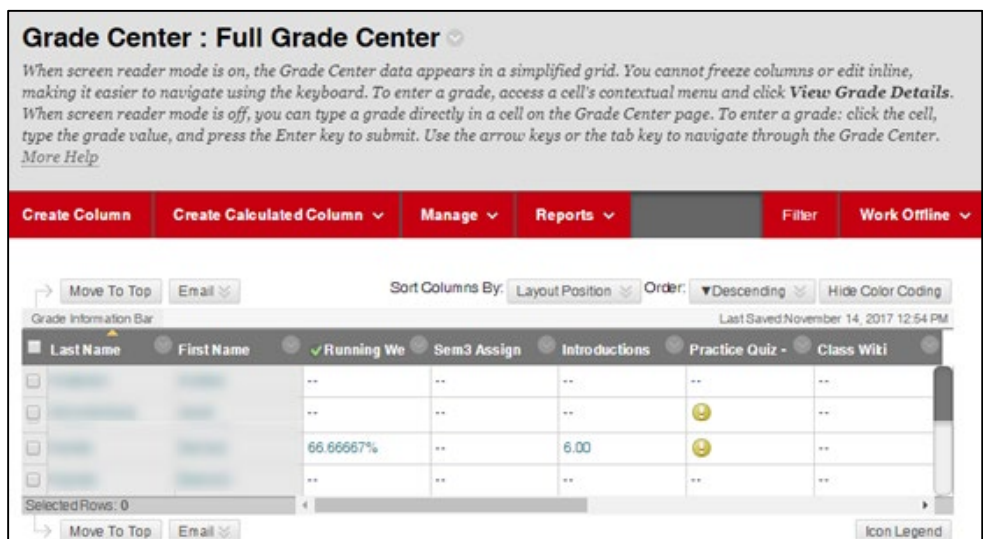 Grade Center : Full Grade Center
When screen reader mode is on, the Grade Center data appears in a simplified grid. You cannot freeze columns or edit inline,
making it easier to navigate using the keyboard. To enter a grade, access a cell's contextual menu and click View Grade Details.
When screen reader mode is off, you can type a grade directly in a cell on the Grade Center page. To enter a grade: click the cell,
type the grade value, and press the Enter key to submit. Use the arrow keys or the tab key to navigate through the Grade Center.
More Help
Create Column Create Calculated Column Manage Reports Filter Work Offline
Move To Top Email Sort Columns By: Layout Position Order: ▼Descending Hide Color Coding
Grade Information Bar Last Saved:November 14, 2017 12:54 PM
Last Name First Name Running We Sem3 Assign Introductions Practice Quiz - Class Wiki
-- -- -- -- --
-- -- -- --
66.66667% -- 6.00 --
-- -- -- -- --
Selected Rows: 0
Move To Top Email Icon Legend